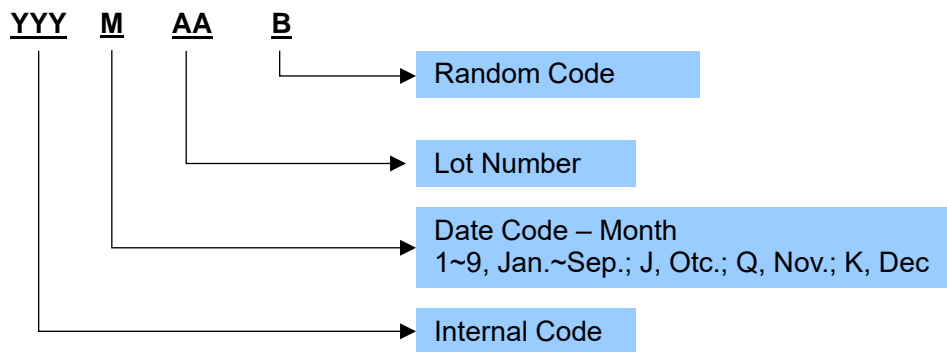 YYY M AA B
Random Code
Lot Number
Date Code – Month
1~9, Jan.~Sep.; J, Otc.; Q, Nov.; K, Dec
Internal Code